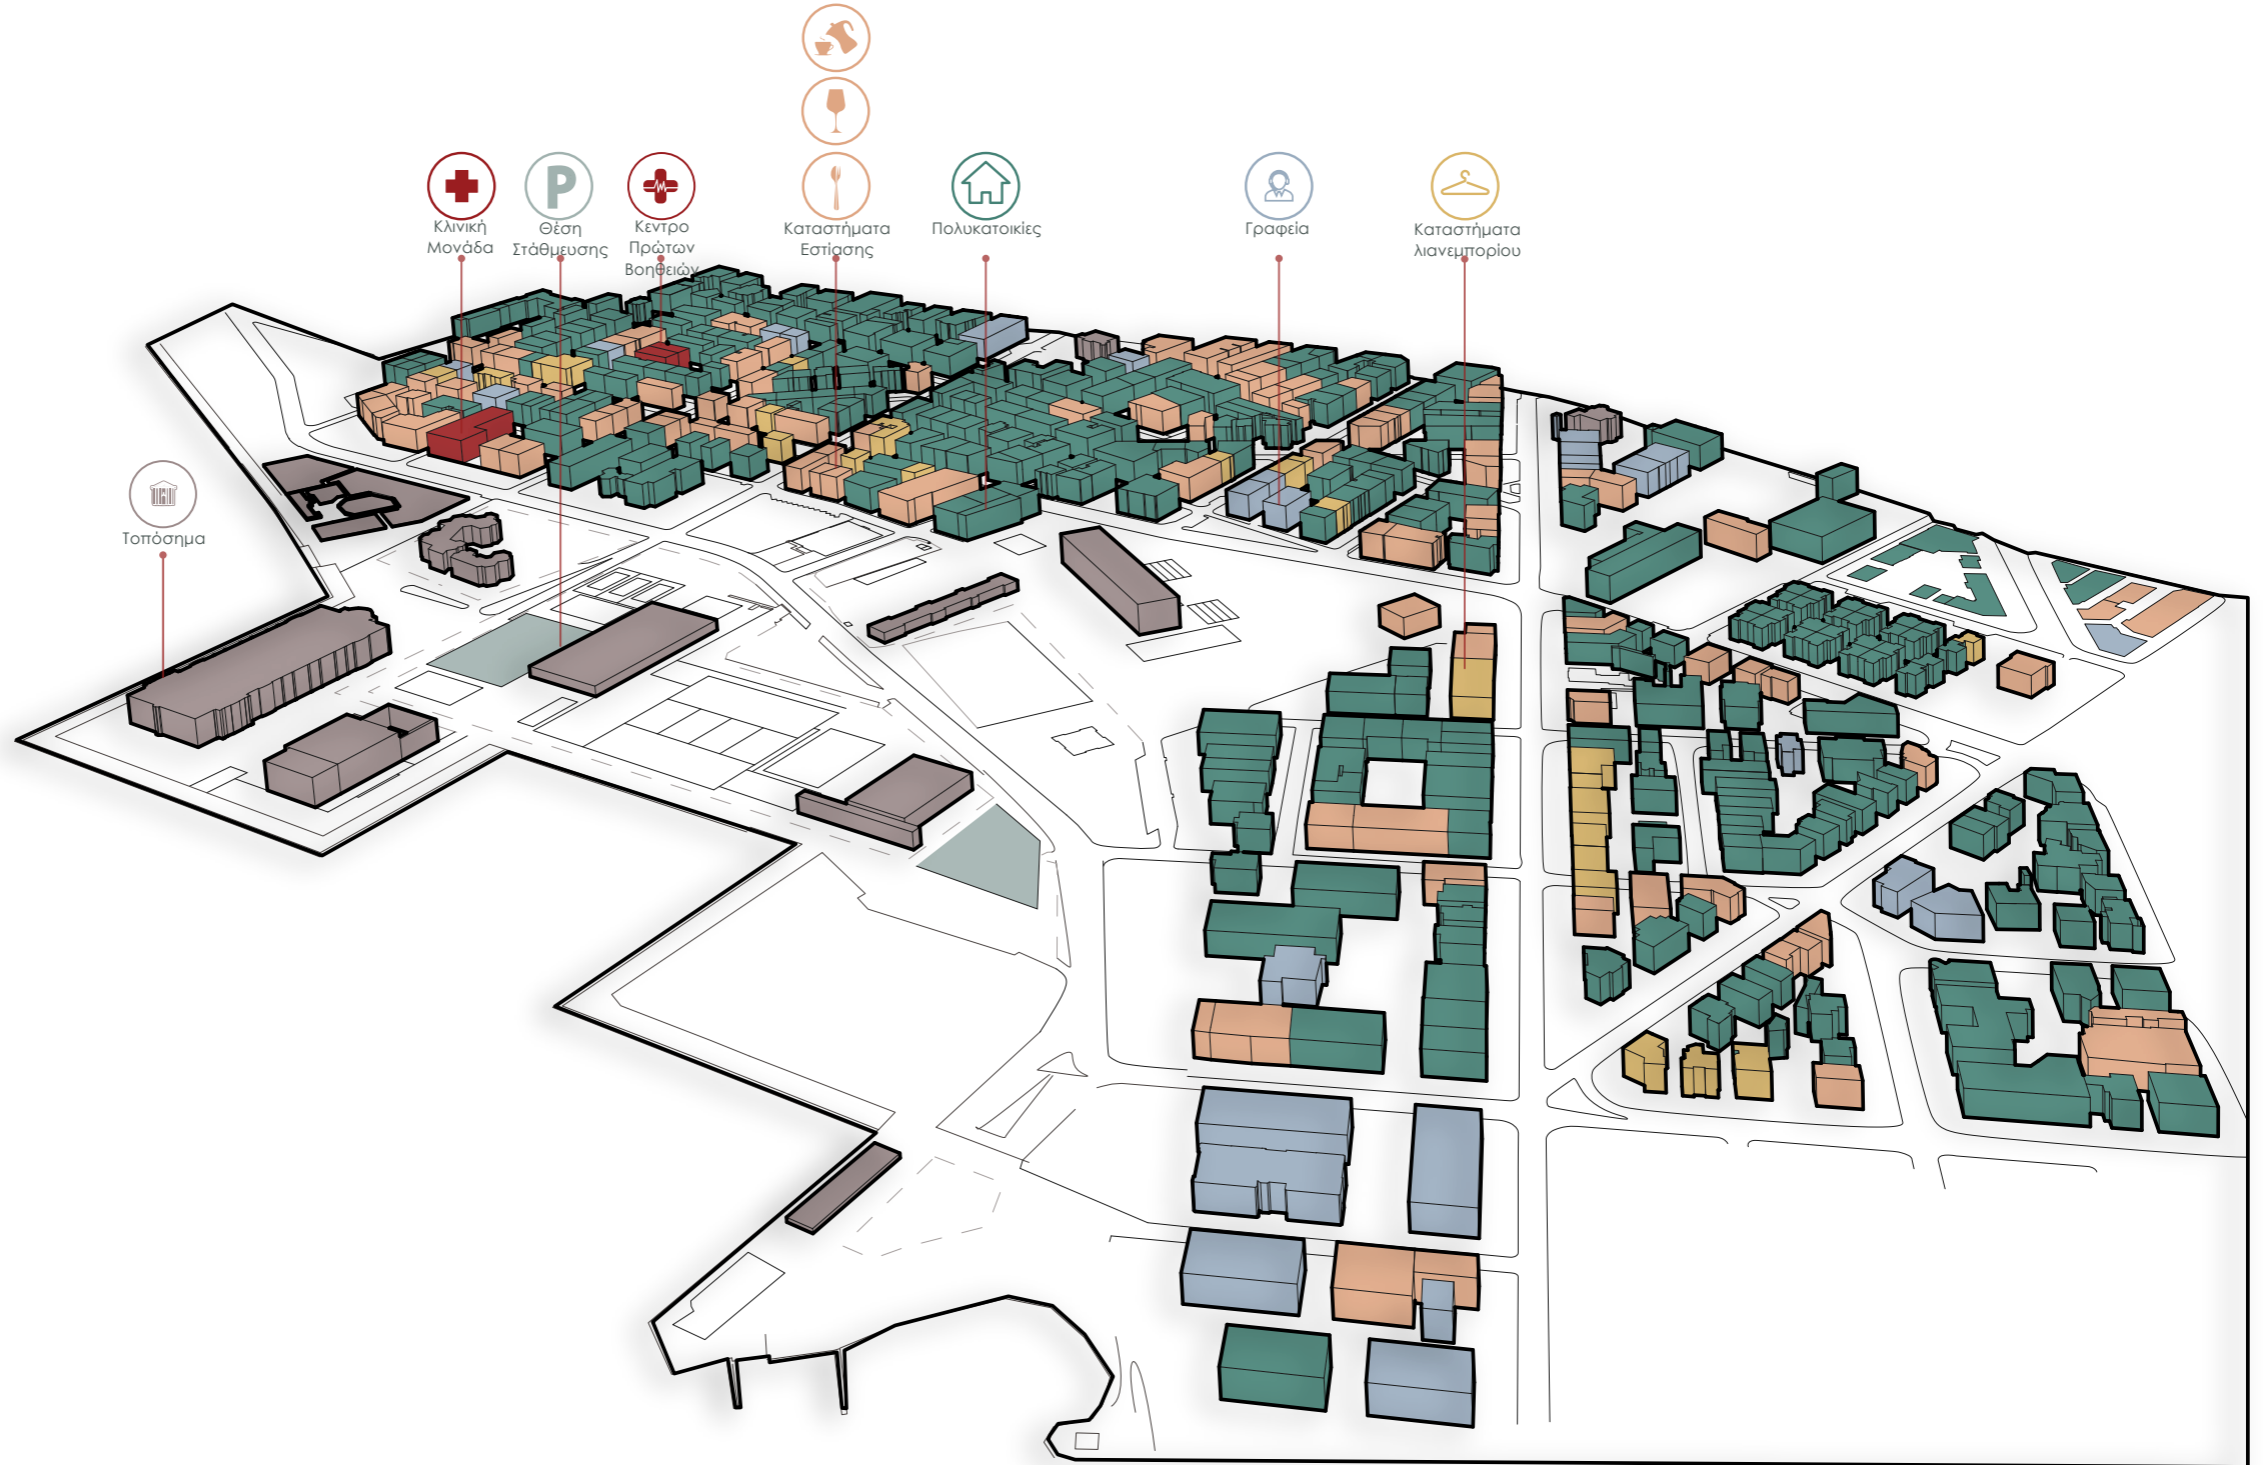 Κλινική
Μονάδα
Θέση
Στάθμευσης
Κεντρο
Πρώτων
Βοηθειών
Καταστήματα
Εστίασης
Πολυκατοικίες
Γραφεία
Καταστήματα
λιανεμπορίου
Τοπόσημα